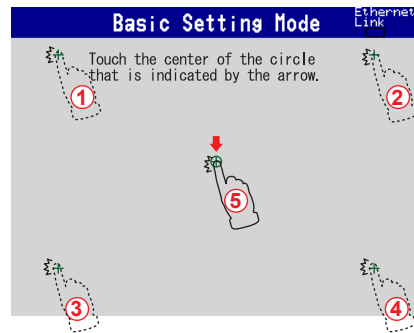 Basic Setting Mode
Ethernet
Link
Touch the center of the circle
that is indicated by the arrow.
1
2
5
3
4